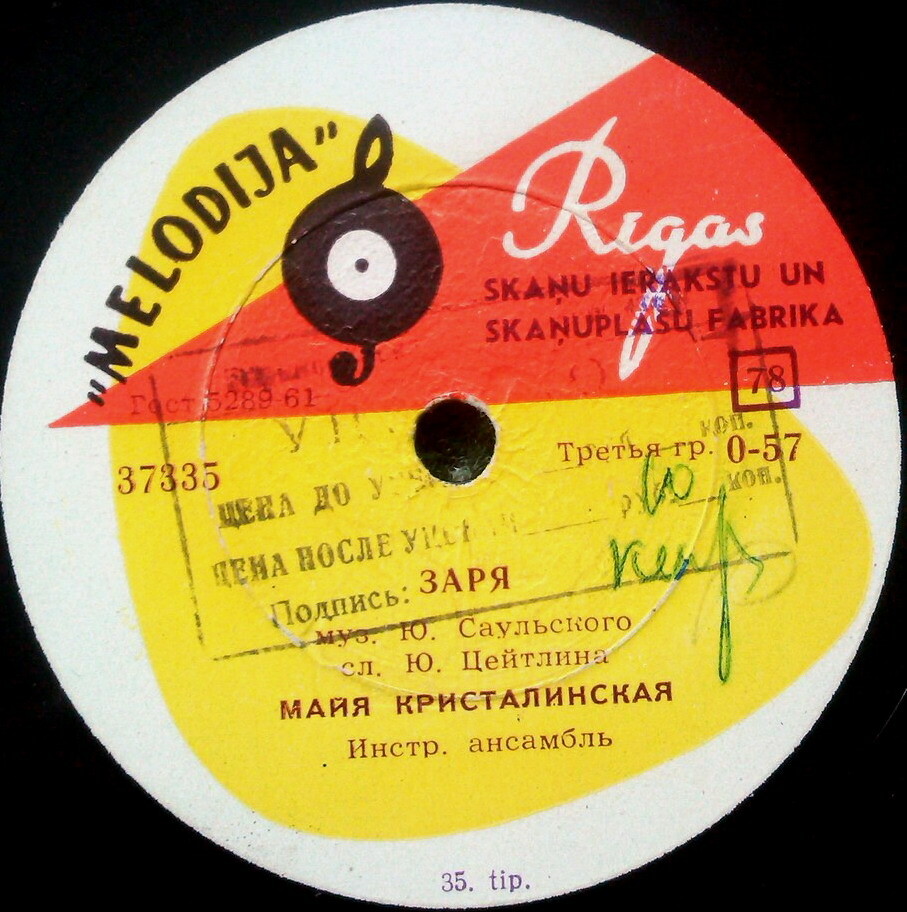 "MELODIJA"
Rigas
SKAŅU IERAKSTU UN
SKAŅUPLAŠU FABRIKA
78
Гост 5289-61
Третья гр. 0-57
37335
коп.
ЦЕНА ДО
коп.
ЦЕНА ПОСЛЕ
Подпись:
ЗАРЯ
муз. Ю. Саульского
сл. Ю. Цейтлина
МАЙЯ КРИСТАЛИНСКАЯ
Инстр. ансамбль
35. tip.